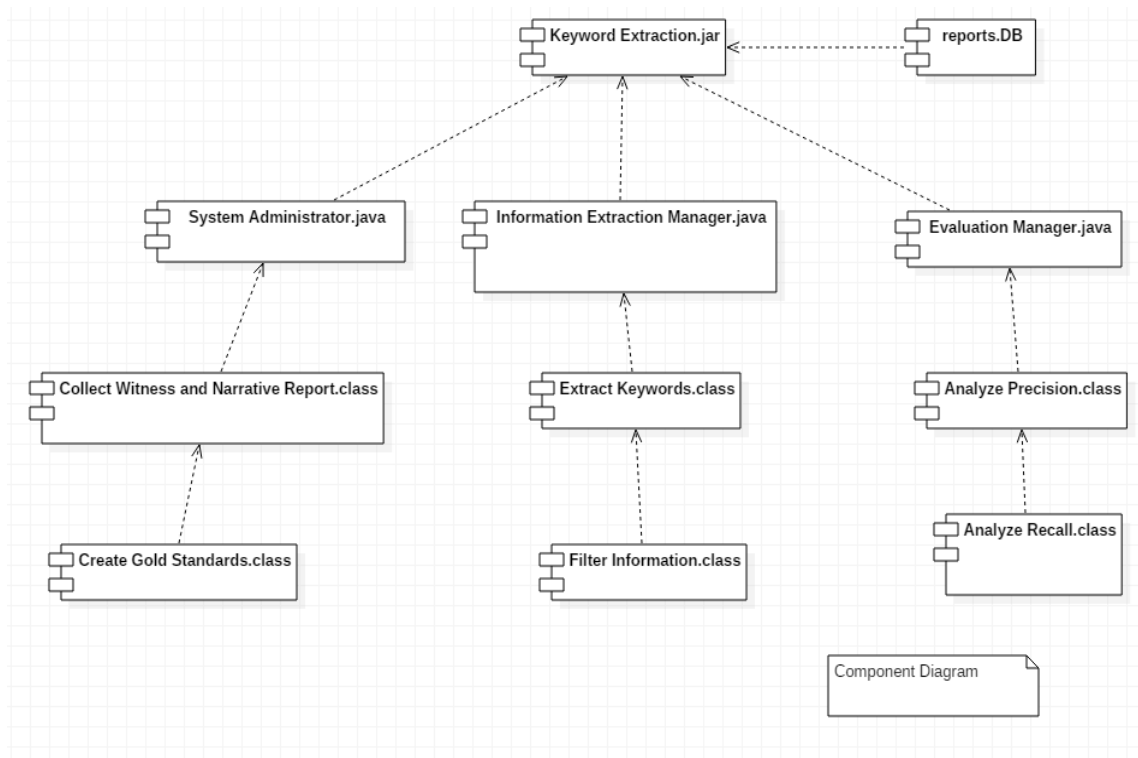 Keyword Extraction.jar
reports.DB
System Administrator.java
Information Extraction Manager.java
Evaluation Manager.java
Collect Witness and Narrative Report.class
Extract Keywords.class
Analyze Precision.class
Analyze Recall.class
Create Gold Standards.class
Filter Information.class
Component Diagram